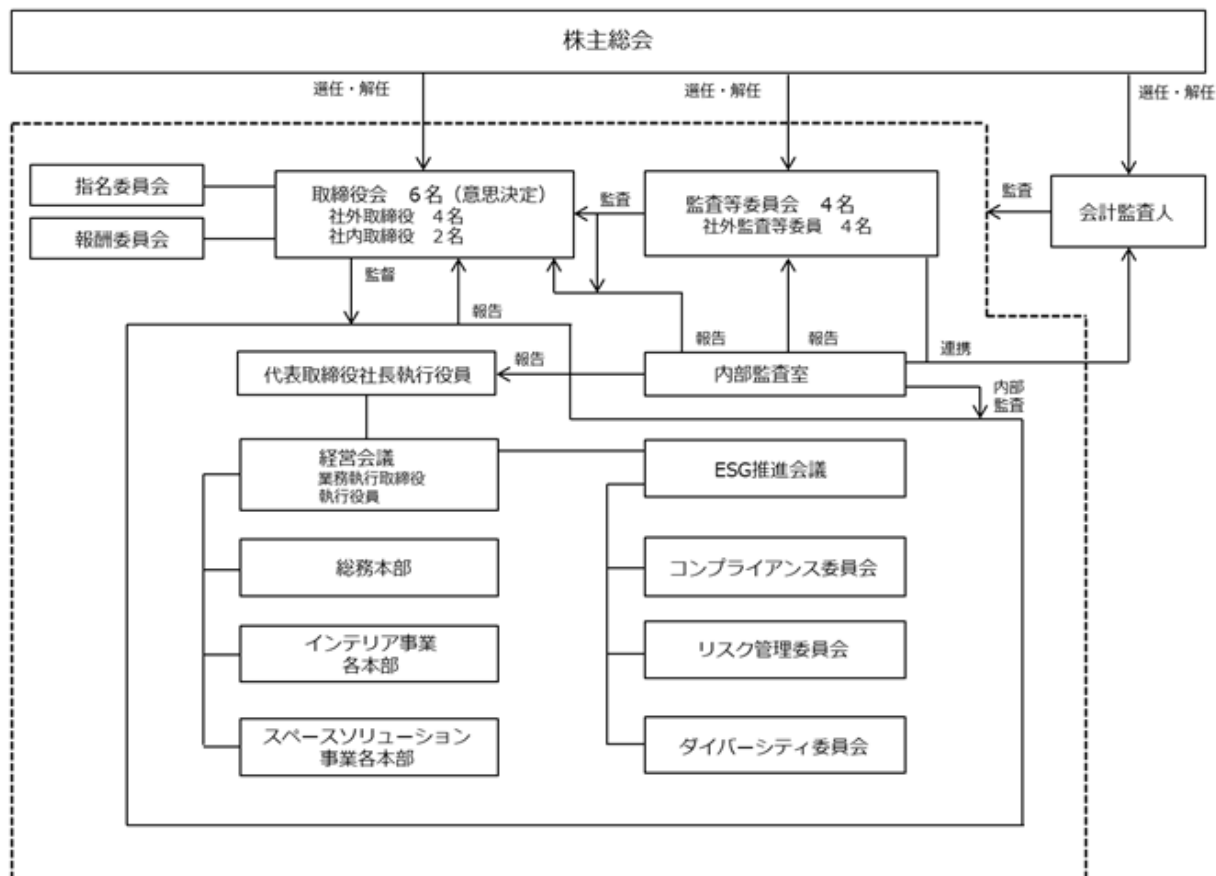 株主総会
選任・解任
選任・解任
選任・解任
指名委員会
報酬委員会
取締役会 6名（意思決定）
社外取締役 4名
社内取締役 2名
監査
監査等委員会 4名
社外監査等委員 4名
監査
会計監査人
監督
報告
報告
報告
連携
代表取締役社長執行役員
報告
内部監査室
内部
監査
経営会議
業務執行取締役
執行役員
ESG推進会議
総務本部
コンプライアンス委員会
インテリア事業
各本部
リスク管理委員会
スペースソリューション
事業各本部
ダイバーシティ委員会